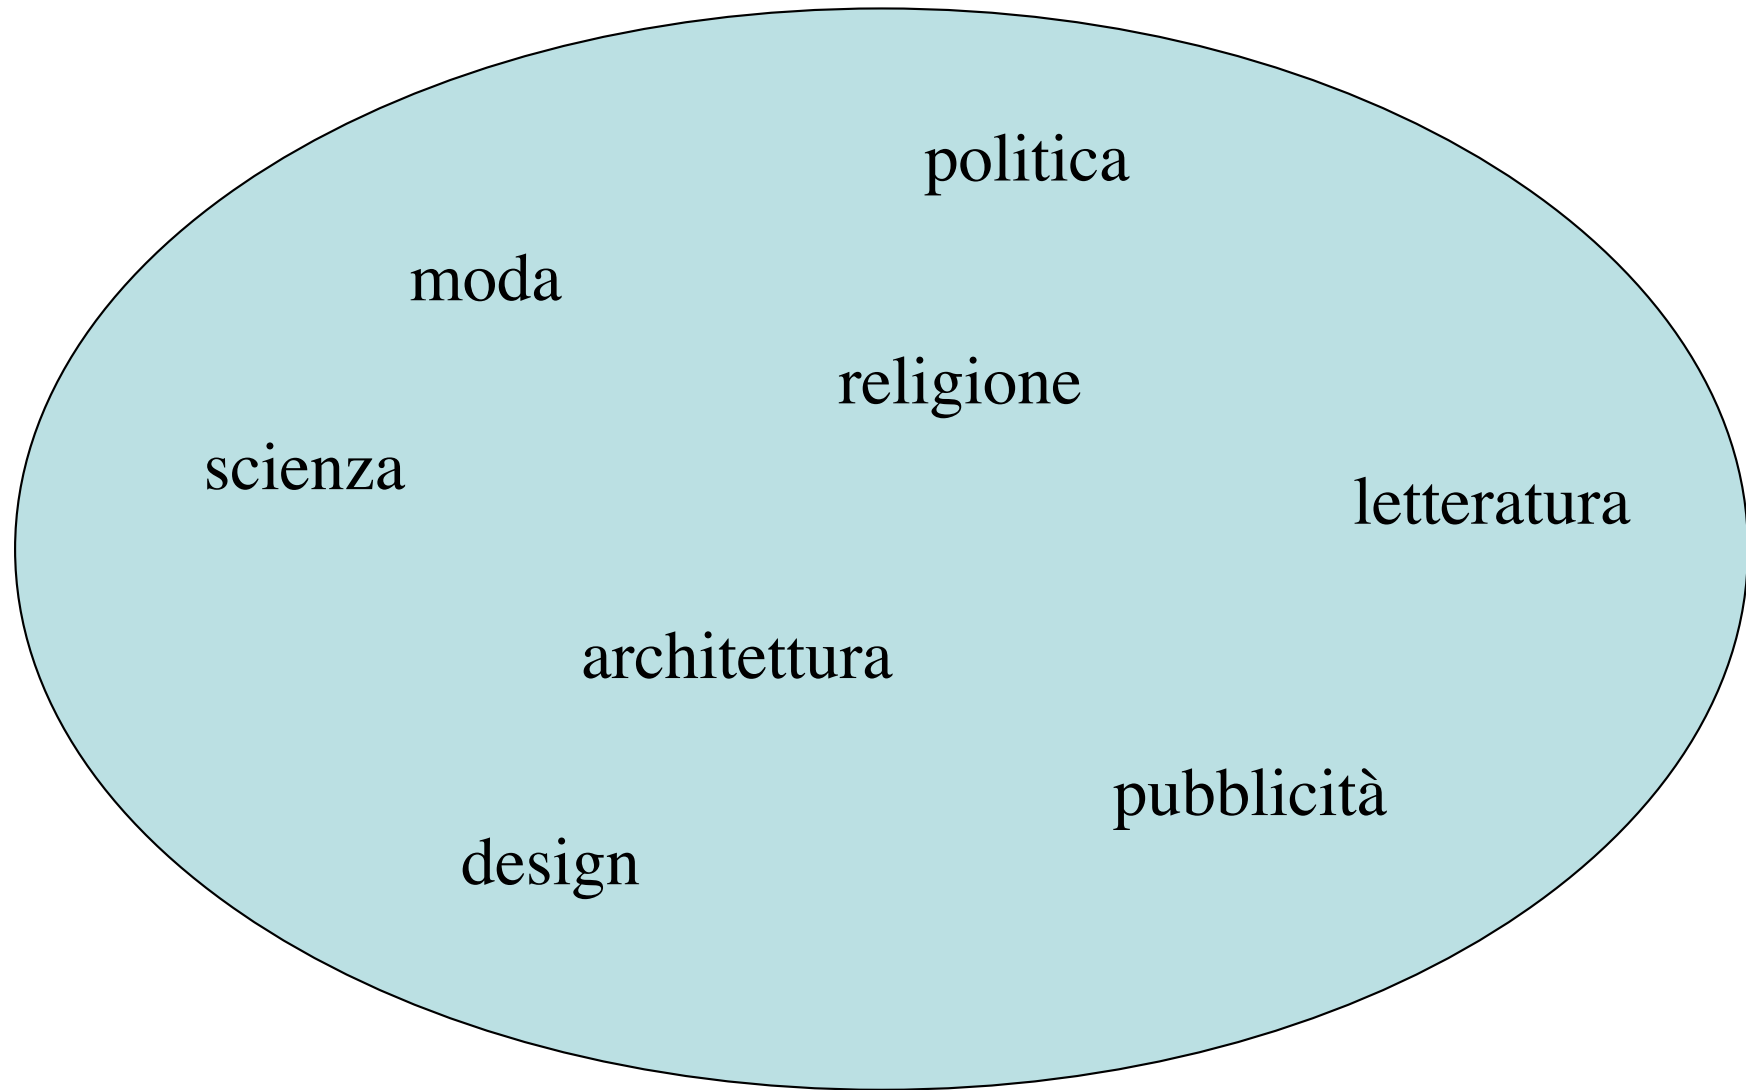 politica
moda
religione
scienza
letteratura
architettura
pubblicità
design